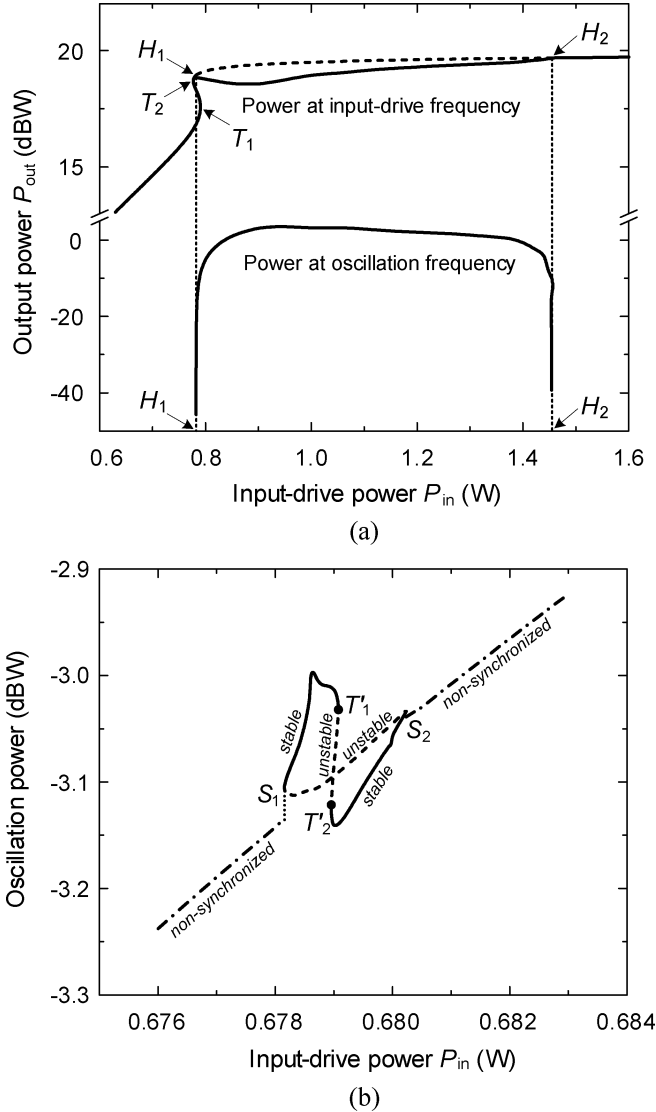 20
15
0
-20
-40
Output power Pout (dBW)
H1
H2
T2
T1
Power at input-drive frequency
Power at oscillation frequency
H1
H2
0.6 0.8 1.0 1.2 1.4 1.6
Input-drive power Pin (W)
(a)
-2.9
-3.0
-3.1
-3.2
-3.3
Oscillation power (dBW)
non-synchronized
T'1
stable
unstable
unstable
S2
S1
stable
T'2
non-synchronized
0.676 0.678 0.680 0.682 0.684
Input-drive power Pin (W)
(b)